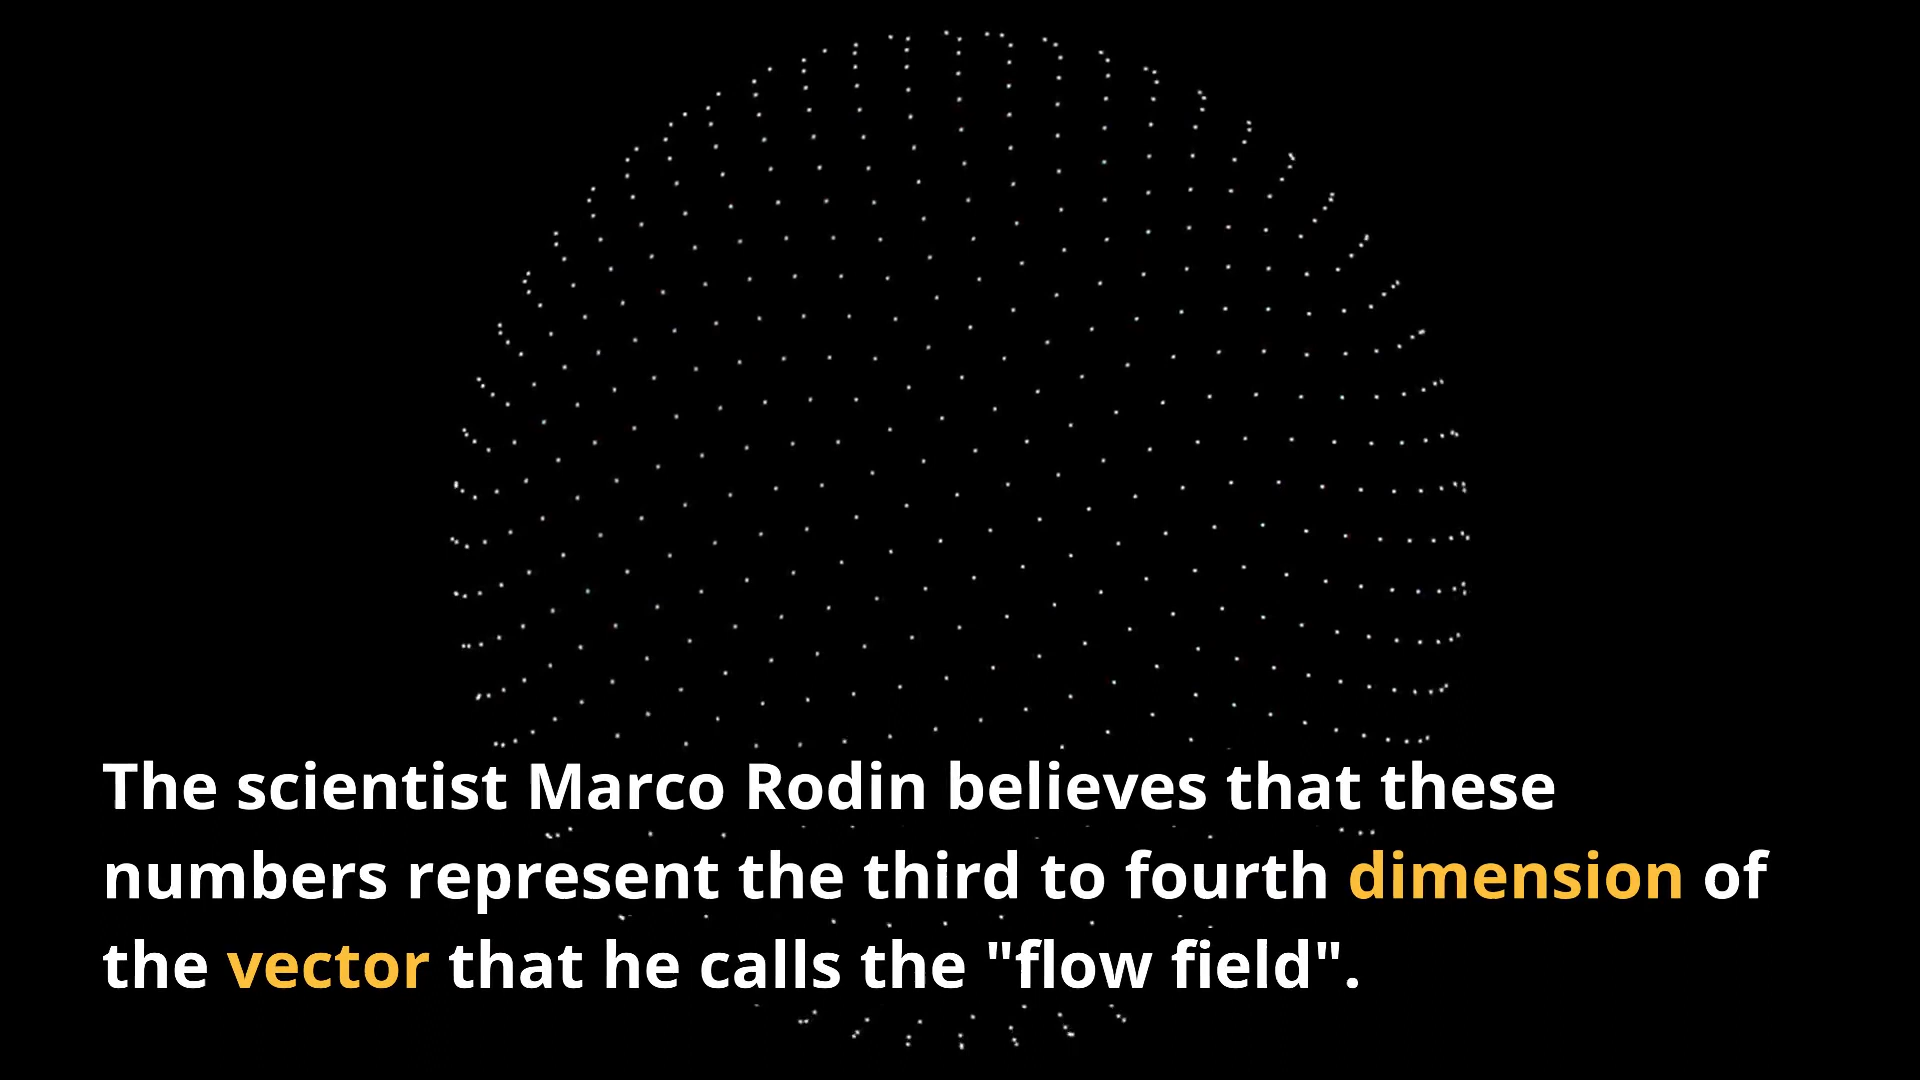 The scientist Marco Rodin believes that these
numbers represent the third to fourth dimension of
the vector that he calls the "flow field".